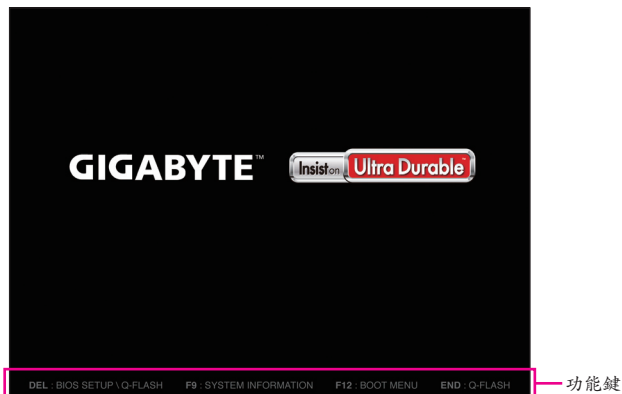 GIGABYTE™
Insist on Ultra Durable™
DEL : BIOS SETUP \ Q-FLASH F9 : SYSTEM INFORMATION F12 : BOOT MENU END : Q-FLASH
功能鍵